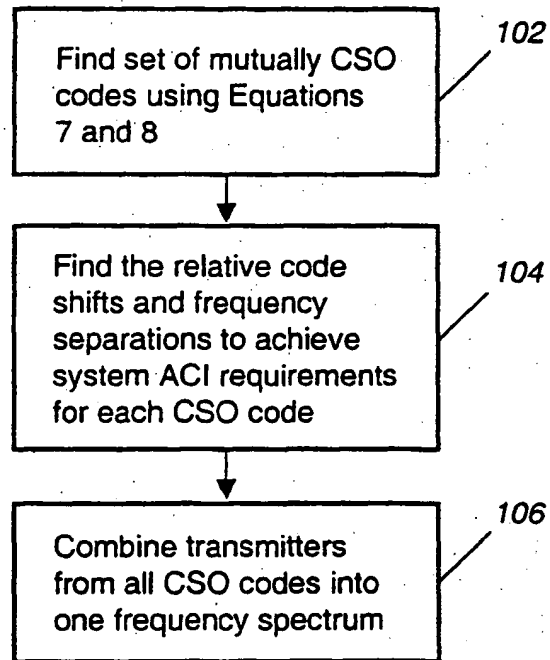 Find set of mutually CSO
codes using Equations
7 and 8
102
Find the relative code
shifts and frequency
separations to achieve
system ACI requirements
for each CSO code
104
Combine transmitters
from all CSO codes into
one frequency spectrum
106